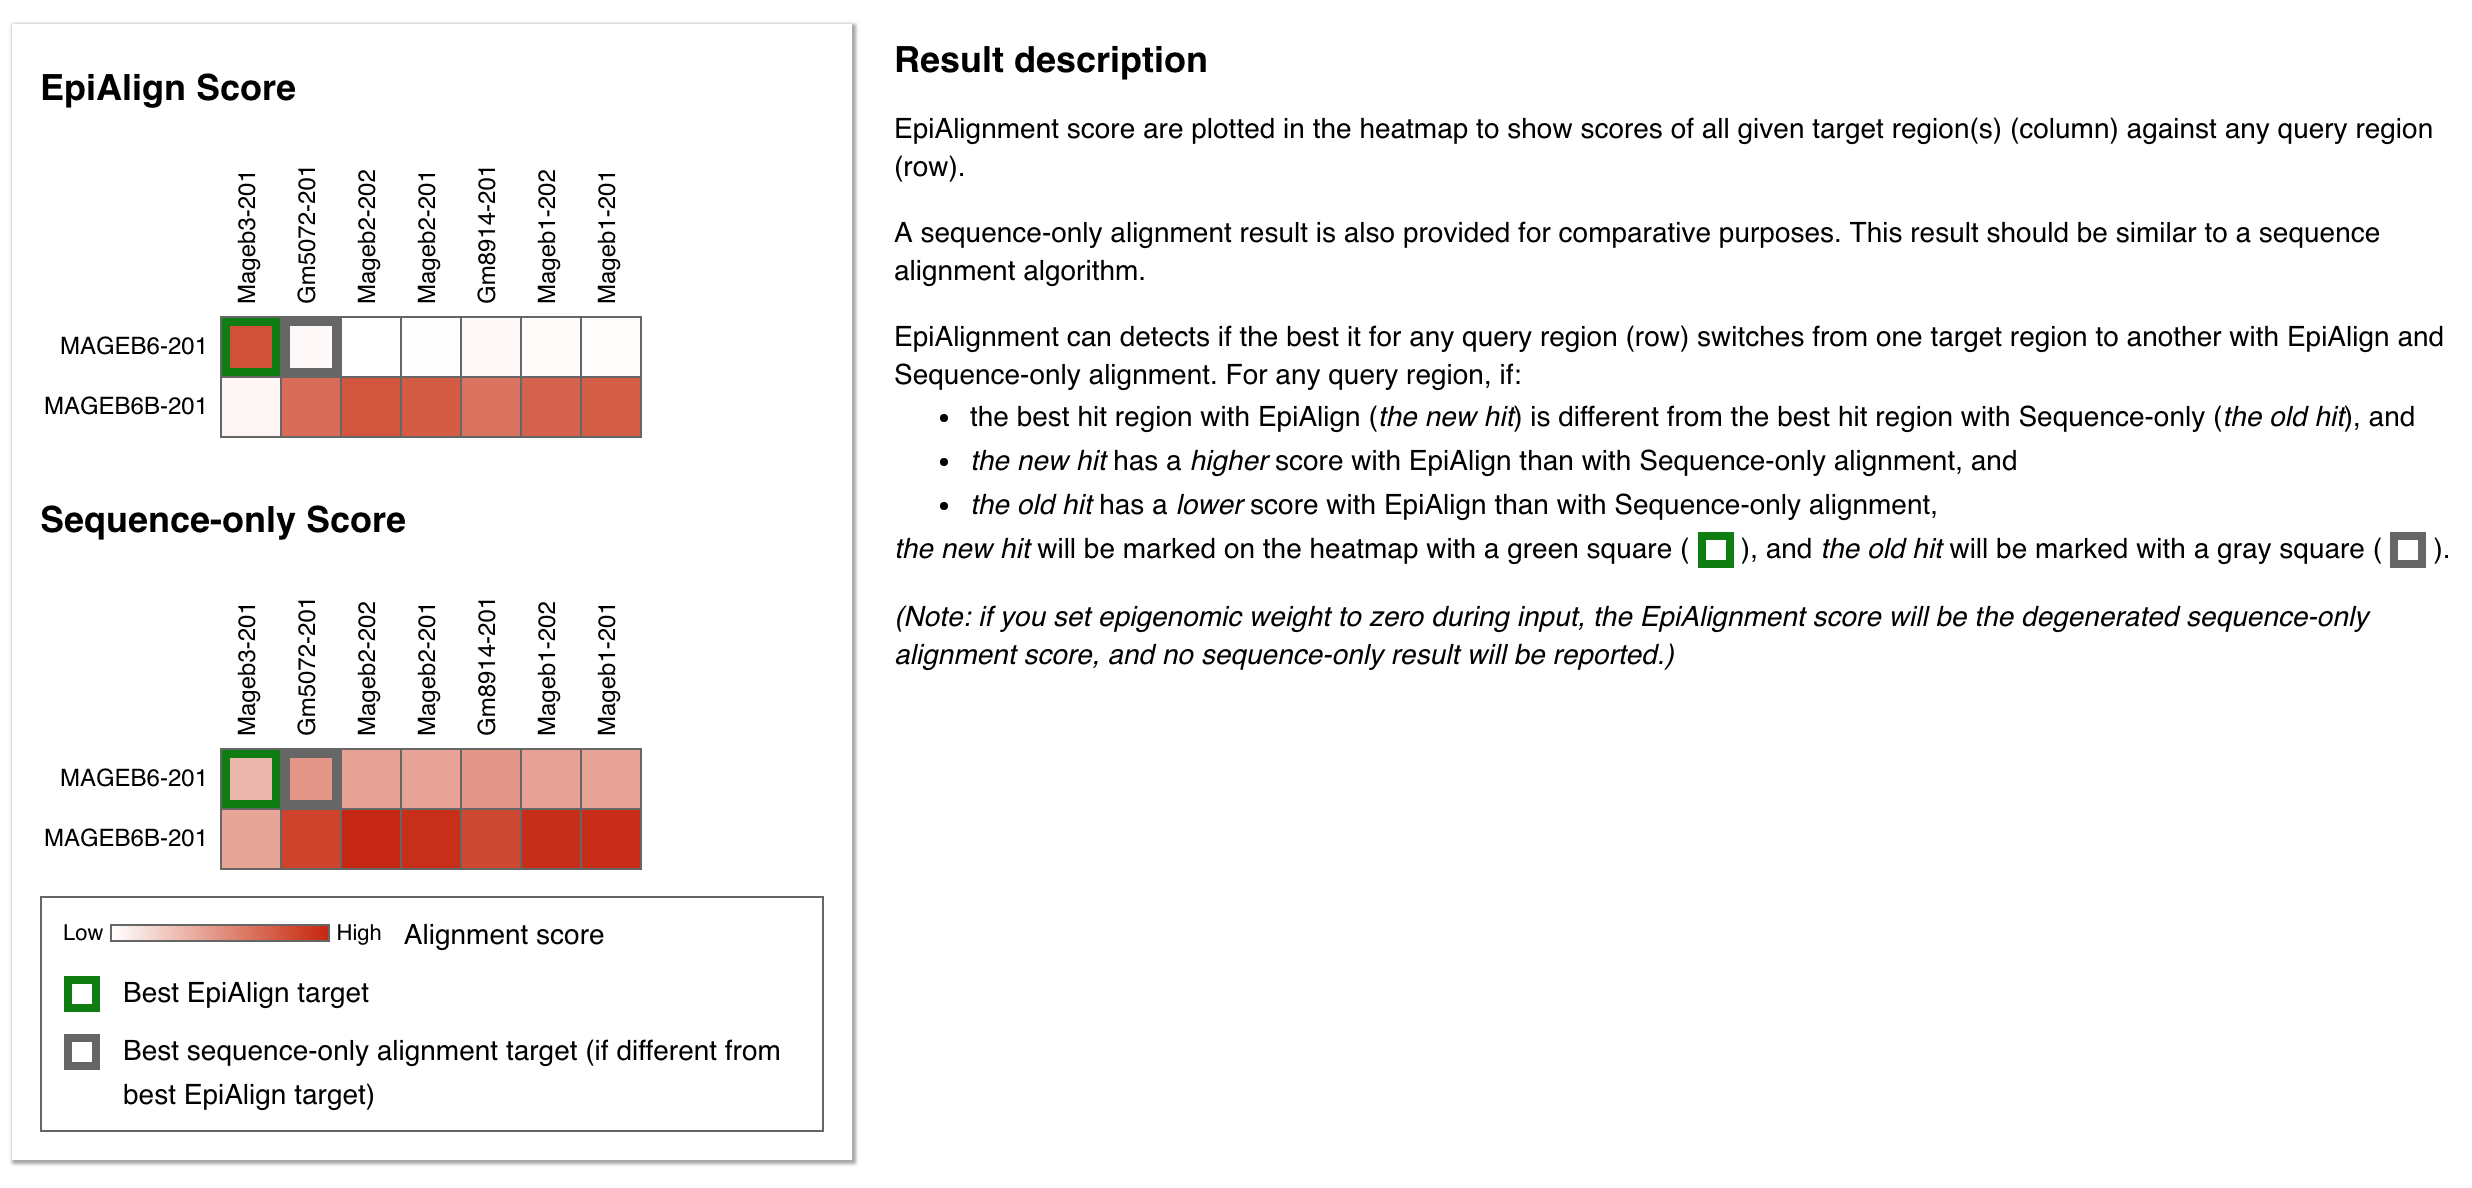 EpiAlign Score
Mageb3-201
Gm5072-201
Mageb2-202
Mageb2-201
Gm8914-201
Mageb1-202
Mageb1-201
MAGEB6-201
MAGEB6B-201
Sequence-only Score
Mageb3-201
Gm5072-201
Mageb2-202
Mageb2-201
Gm8914-201
Mageb1-202
Mageb1-201
MAGEB6-201
MAGEB6B-201
Low High Alignment score
Best EpiAlign target
Best sequence-only alignment target (if different from
best EpiAlign target)
Result description
EpiAlignment score are plotted in the heatmap to show scores of all given target region(s) (column) against any query region
(row).
A sequence-only alignment result is also provided for comparative purposes. This result should be similar to a sequence
alignment algorithm.
EpiAlignment can detects if the best it for any query region (row) switches from one target region to another with EpiAlign and
Sequence-only alignment. For any query region, if:
• the best hit region with EpiAlign (the new hit) is different from the best hit region with Sequence-only (the old hit), and
• the new hit has a higher score with EpiAlign than with Sequence-only alignment, and
• the old hit has a lower score with EpiAlign than with Sequence-only alignment,
the new hit will be marked on the heatmap with a green square ( ), and the old hit will be marked with a gray square ( ).
(Note: if you set epigenomic weight to zero during input, the EpiAlignment score will be the degenerated sequence-only
alignment score, and no sequence-only result will be reported.)